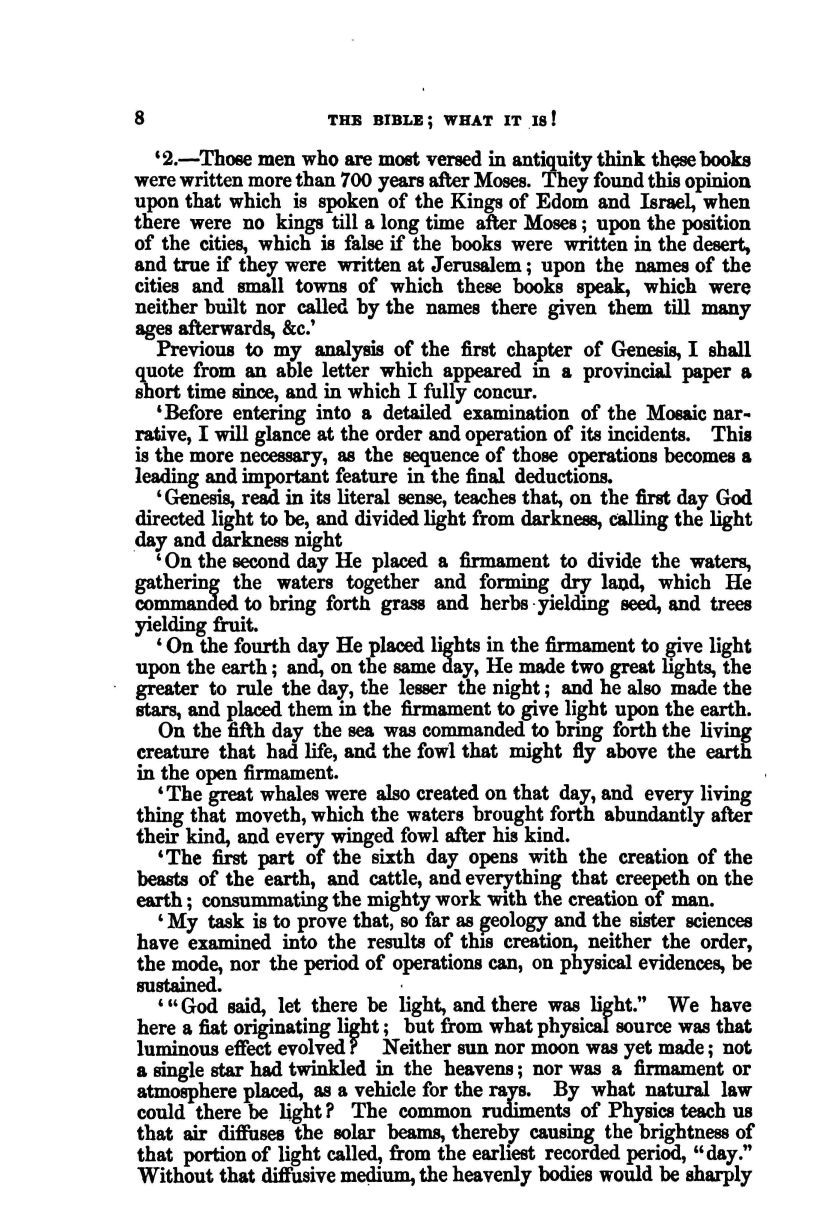 8 THE BIBLE; WHAT IT IS!
‘2.—Those men who are most versed in antiquity think these books
were written more than 700 years after Moses. They found this opinion
upon that which is spoken of the Kings of Edom and Israel, when
there were no kings till a long time after Moses; upon the position
of the cities, which is false if the books were written in the desert,
and true if they were written at Jerusalem; upon the names of the
cities and small towns of which these books speak, which were
neither built nor called by the names there given them till many
ages afterwards, &c.’
Previous to my analysis of the first chapter of Genesis, I shall
quote from an able letter which appeared in a provincial paper a
short time since, and in which I fully concur.
‘Before entering into a detailed examination of the Mosaic nar-
rative, I will glance at the order and operation of its incidents. This
is the more necessary, as the sequence of those operations becomes a
leading and important feature in the final deductions.
‘Genesis, read in its literal sense, teaches that, on the first day God
directed light to be, and divided light from darkness, calling the light
day and darkness night
‘On the second day He placed a firmament to divide the waters,
gathering the waters together and forming dry land, which He
commanded to bring forth grass and herbs yielding seed, and trees
yielding fruit.
‘On the fourth day He placed lights in the firmament to give light
upon the earth; and, on the same day, He made two great lights, the
greater to rule the day, the lesser the night; and he also made the
stars, and placed them in the firmament to give light upon the earth.
On the fifth day the sea was commanded to bring forth the living
creature that had life, and the fowl that might fly above the earth
in the open firmament.
‘The great whales were also created on that day, and every living
thing that moveth, which the waters brought forth abundantly after
their kind, and every winged fowl after his kind.
‘The first part of the sixth day opens with the creation of the
beasts of the earth, and cattle, and everything that creepeth on the
earth; consummating the mighty work with the creation of man.
‘My task is to prove that, so far as geology and the sister sciences
have examined into the results of this creation, neither the order,
the mode, nor the period of operations can, on physical evidences, be
sustained.
‘“God said, let there be light, and there was light.” We have
here a fiat originating light; but from what physical source was that
luminous effect evolved? Neither sun nor moon was yet made; not
a single star had twinkled in the heavens; nor was a firmament or
atmosphere placed, as a vehicle for the rays. By what natural law
could there be light? The common rudiments of Physics teach us
that air diffuses the solar beams, thereby causing the brightness of
that portion of light called, from the earliest recorded period, “day.”
Without that diffusive medium, the heavenly bodies would be sharply